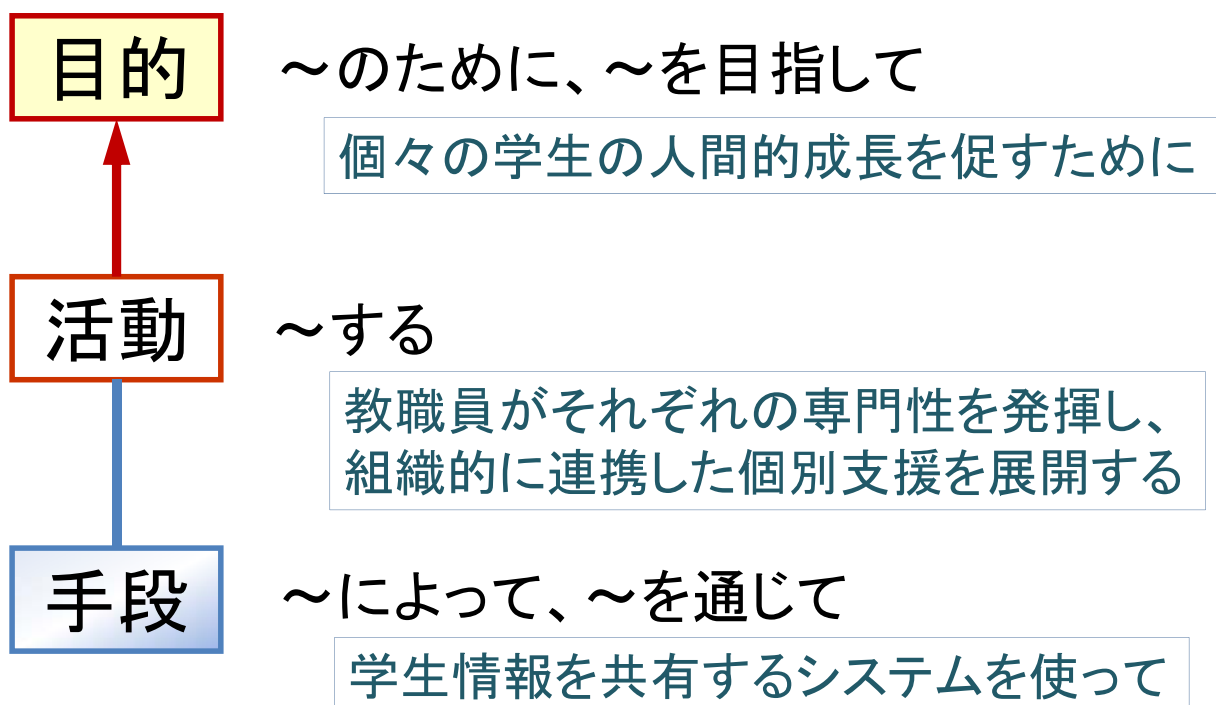 目的
～のために、～を目指して
個々の学生の人間的成長を促すために
活動
～する
教職員がそれぞれの専門性を発揮し、
組織的に連携した個別支援を展開する
手段
～によって、～を通じて
学生情報を共有するシステムを使って